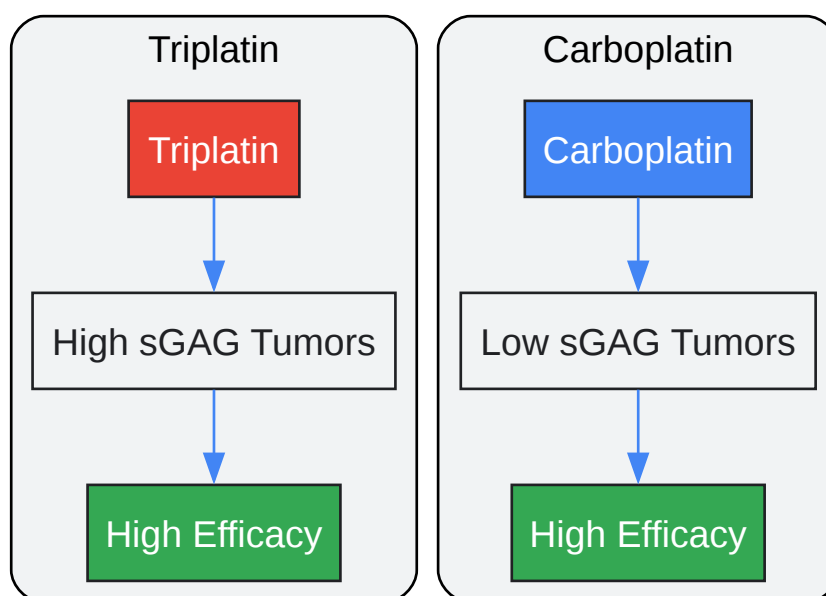 Triplatin
Triplatin
High sGAG Tumors
High Efficacy
Carboplatin
Carboplatin
Low sGAG Tumors
High Efficacy